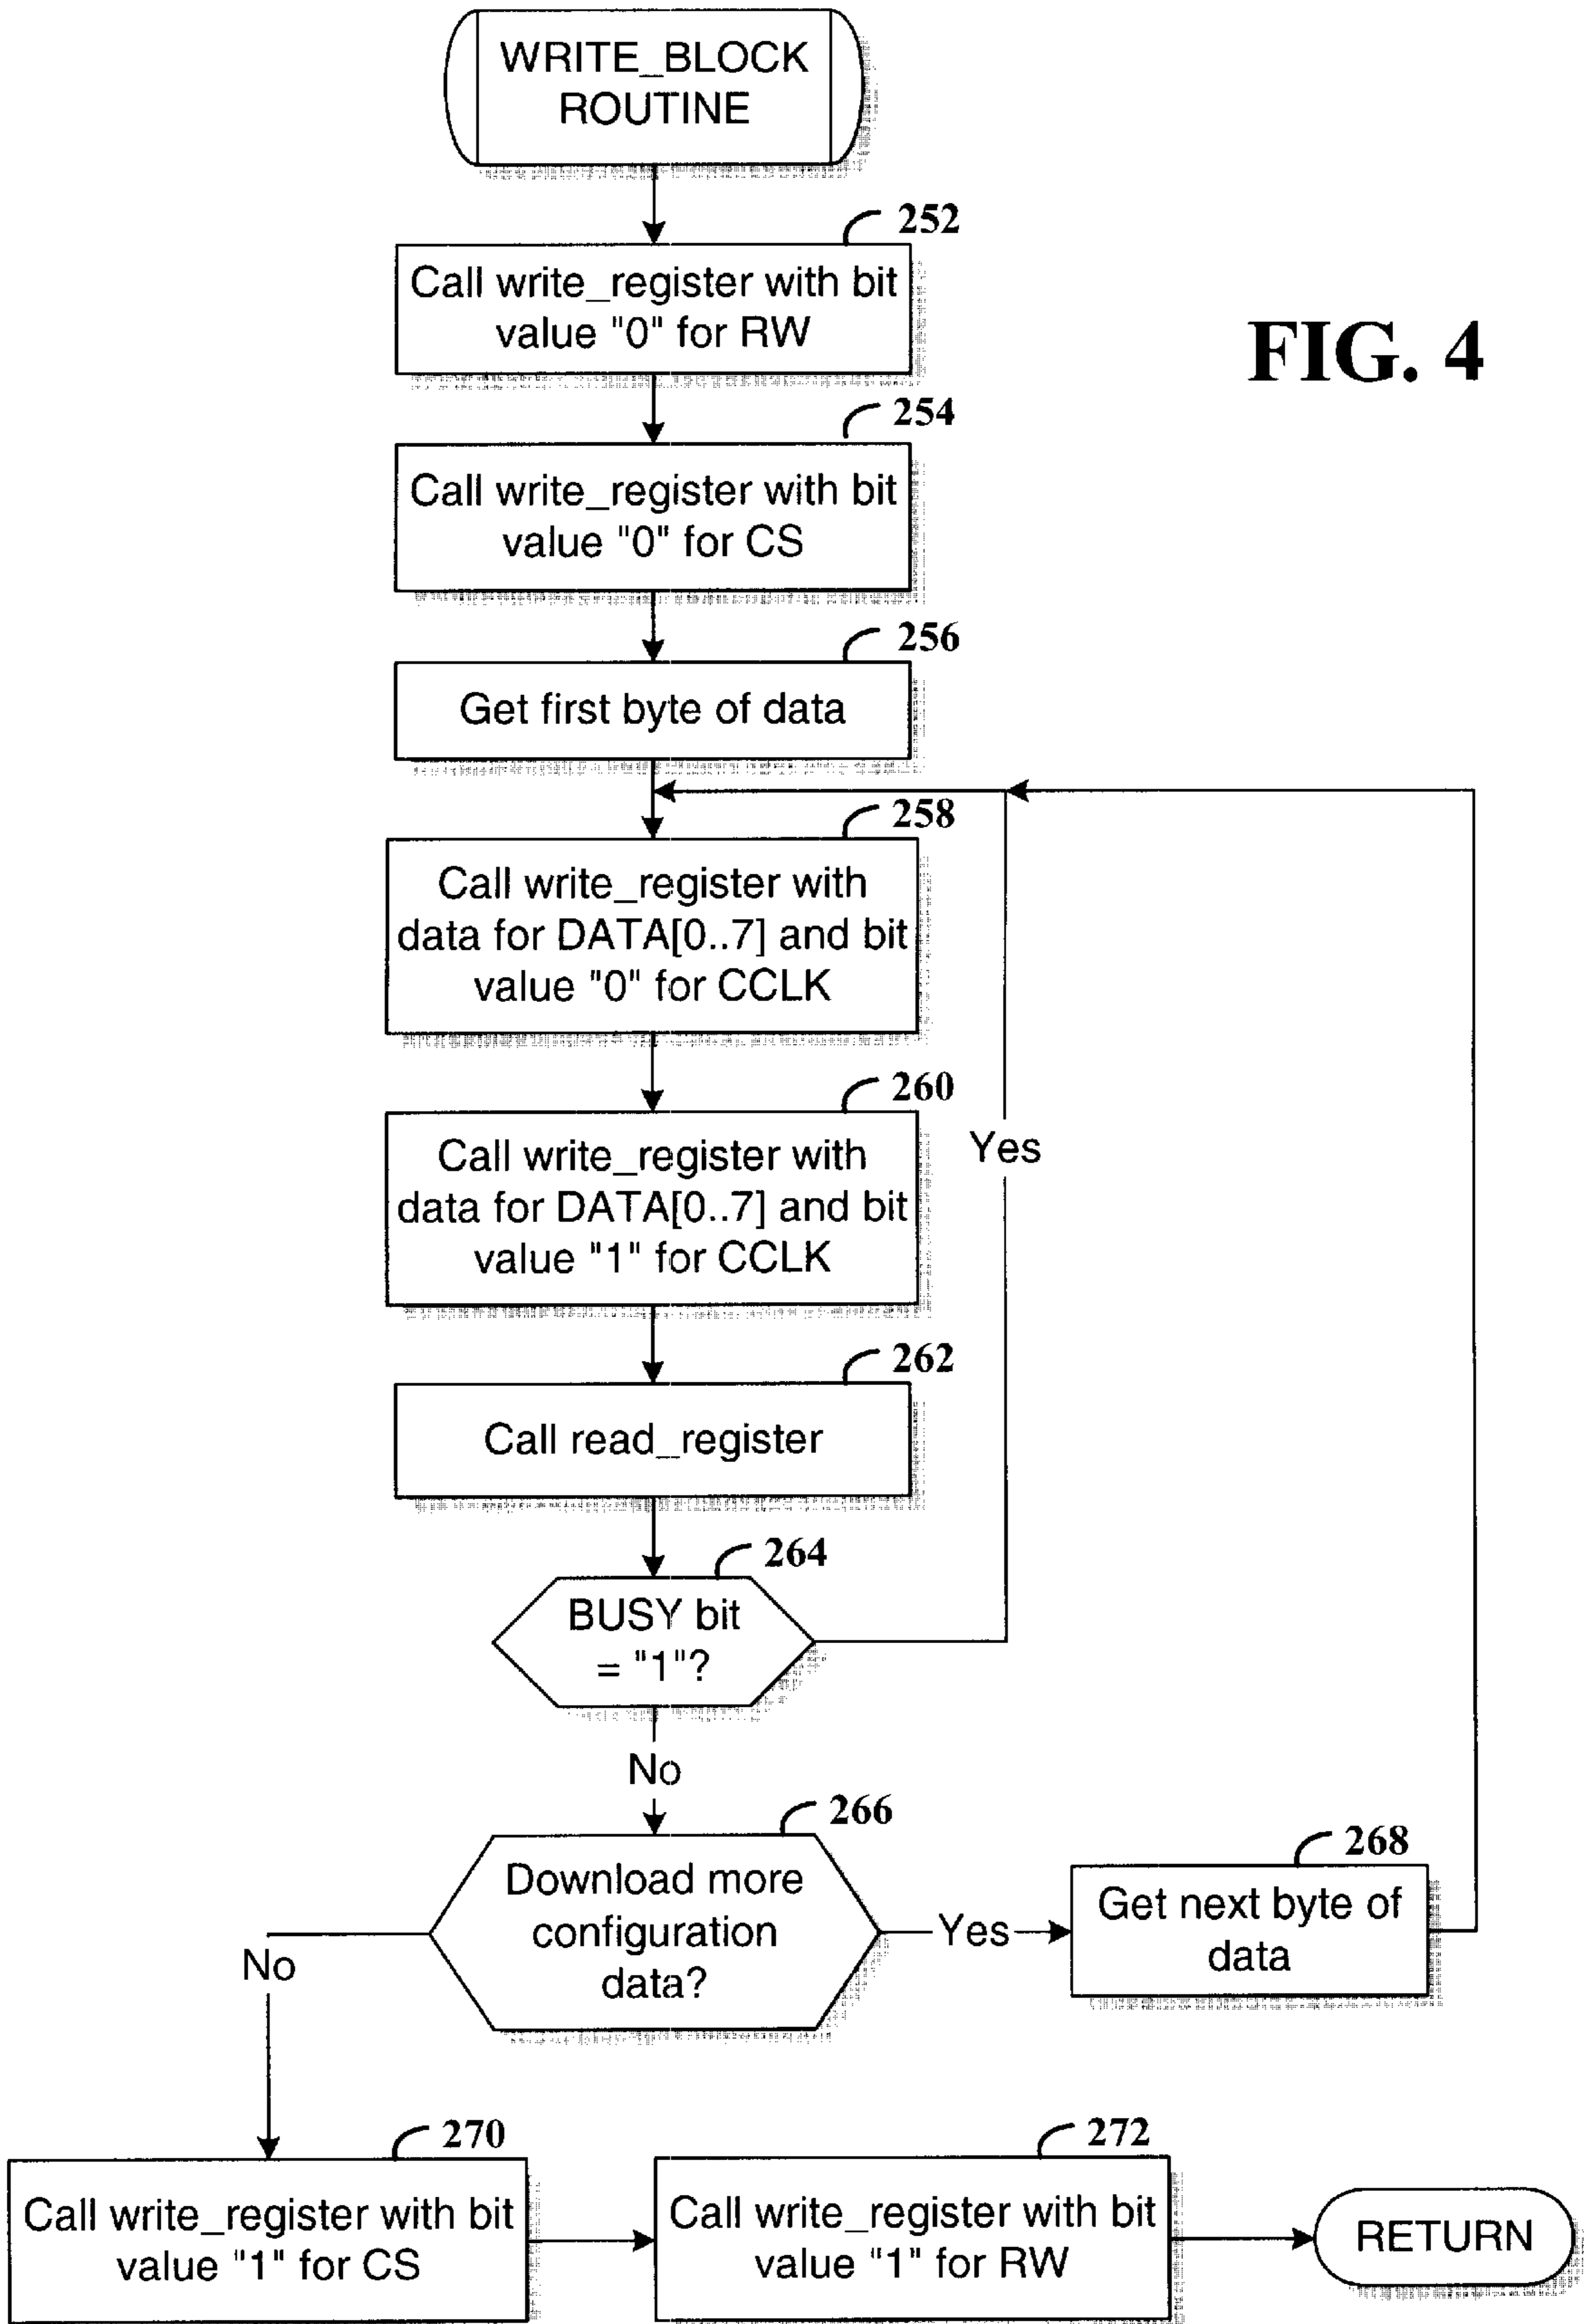 WRITE_BLOCK
ROUTINE
252
Call write_register with bit
value "0" for RW
FIG. 4
254
Call write_register with bit
value "0" for CS
256
Get first byte of data
258
Call write_register with
data for DATA[0..7] and bit
value "0" for CCLK
260
Call write_register with
data for DATA[0..7] and bit
value "1" for CCLK
Yes
262
Call read_register
264
BUSY bit
= "1"?
No
266
Download more
configuration
data?
Yes
268
Get next byte of
data
No
270
Call write_register with bit
value "1" for CS
272
Call write_register with bit
value "1" for RW
RETURN